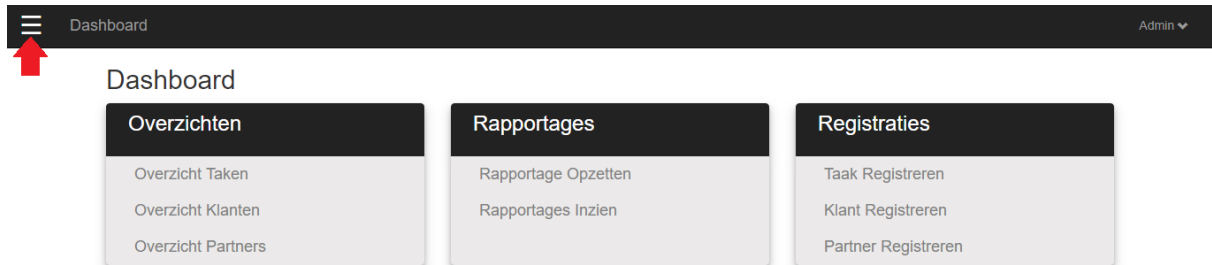 Dashboard
Admin
Dashboard
Overzichten
Overzicht Taken
Overzicht Klanten
Overzicht Partners
Rapportages
Rapportage Opzetten
Rapportages Inzien
Registraties
Taak Registreren
Klant Registreren
Partner Registreren